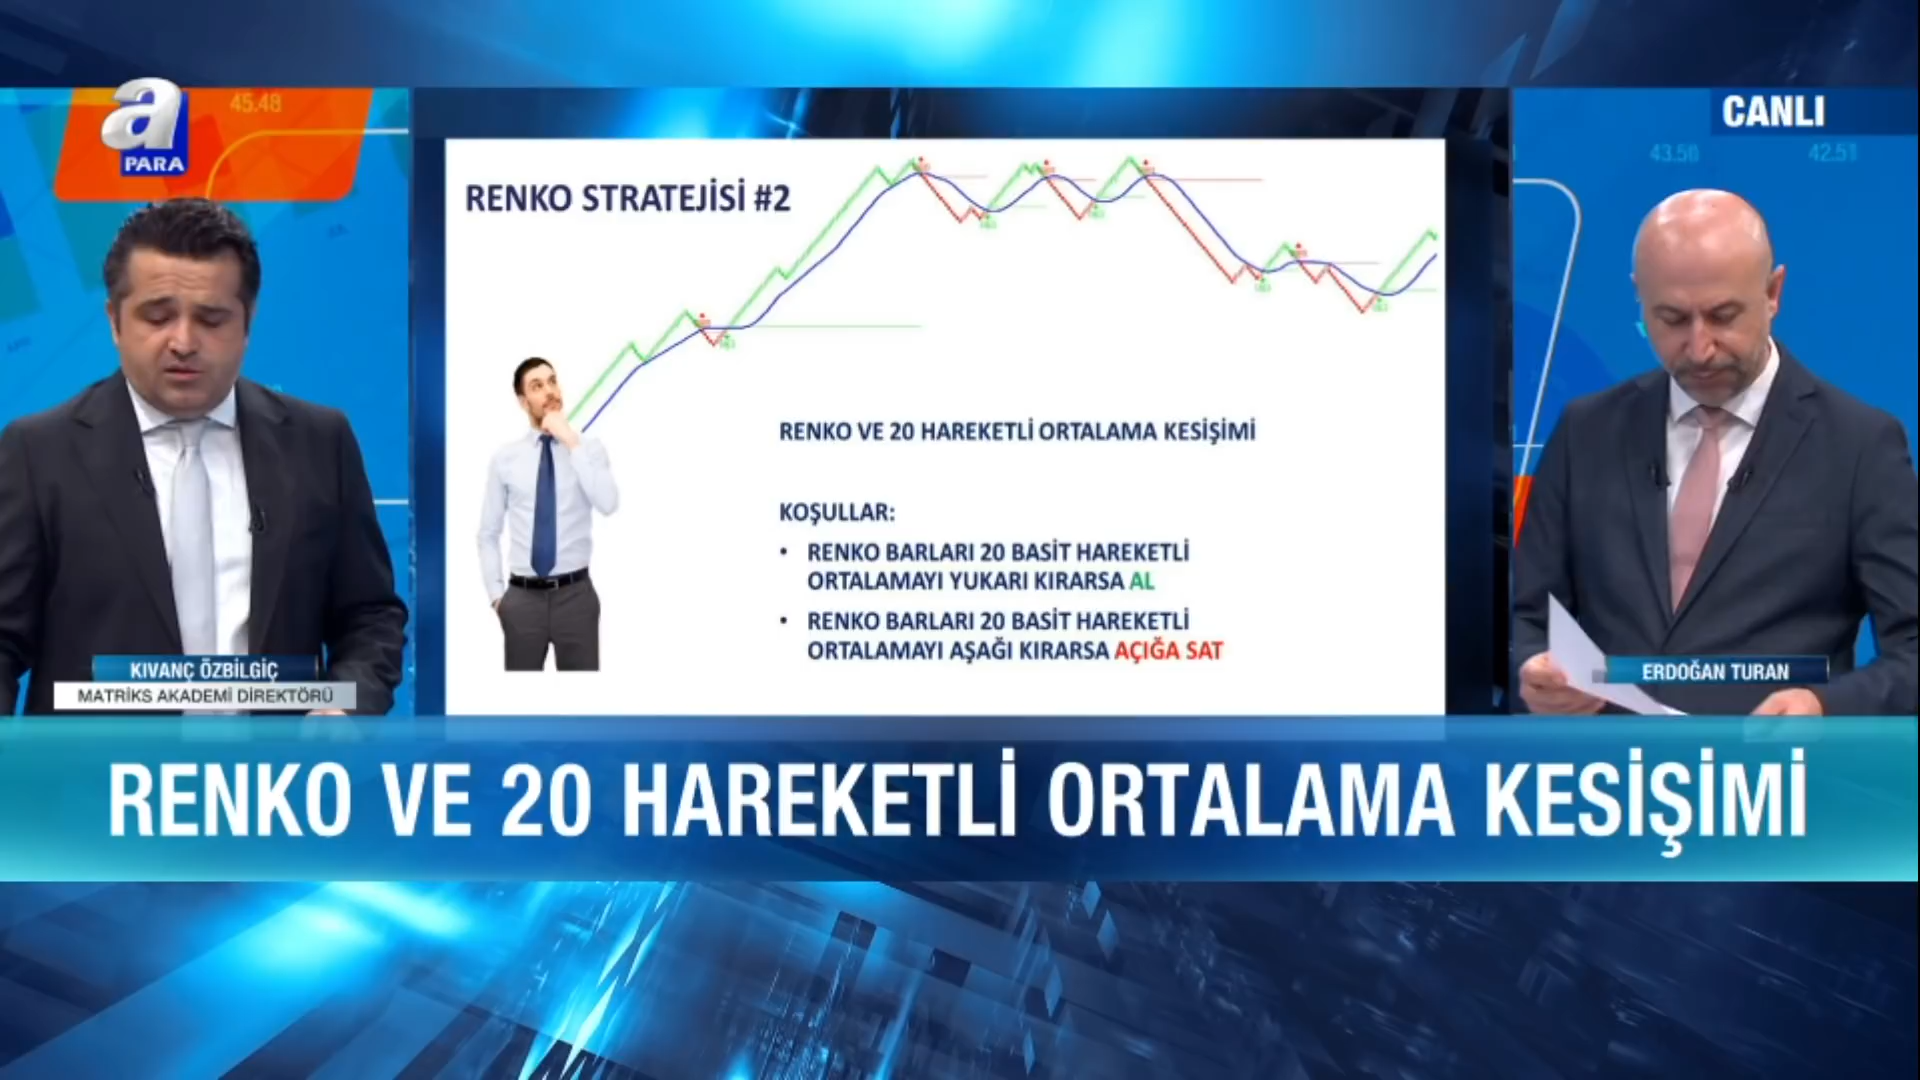 45.48
a
PARA
CANLI
43.50
42.51
RENKO STRATEJİSİ #2
RENKO VE 20 HAREKETLİ ORTALAMA KESİŞİMİ
KOŞULLAR:
• RENKO BARLARI 20 BASİT HAREKETLİ
ORTALAMAYI YUKARI KIRARSA AL
• RENKO BARLARI 20 BASİT HAREKETLİ
ORTALAMAYI AŞAĞI KIRARSA AÇIĞA SAT
KIVANÇ ÖZBİLGİÇ
MATRİKS AKADEMİ DİREKTÖRÜ
ERDOĞAN TURAN
RENKO VE 20 HAREKETLİ ORTALAMA KESİŞİMİ